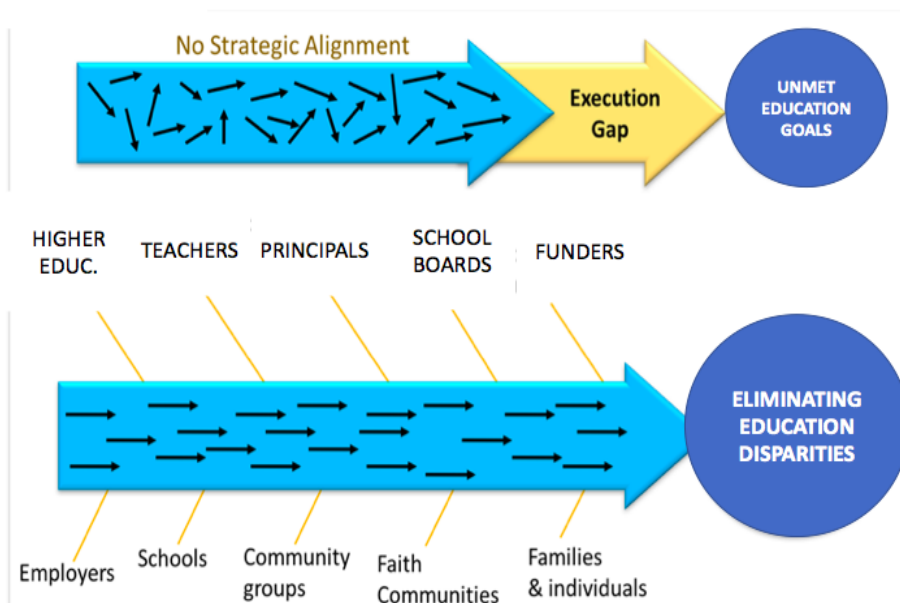 No Strategic Alignment
Execution
Gap
UNMET
EDUCATION
GOALS
HIGHER
EDUC.
TEACHERS
PRINCIPALS
SCHOOL
BOARDS
FUNDERS
ELIMINATING
EDUCATION
DISPARITIES
Employers
Schools
Community
groups
Faith
Communities
Families
& individuals